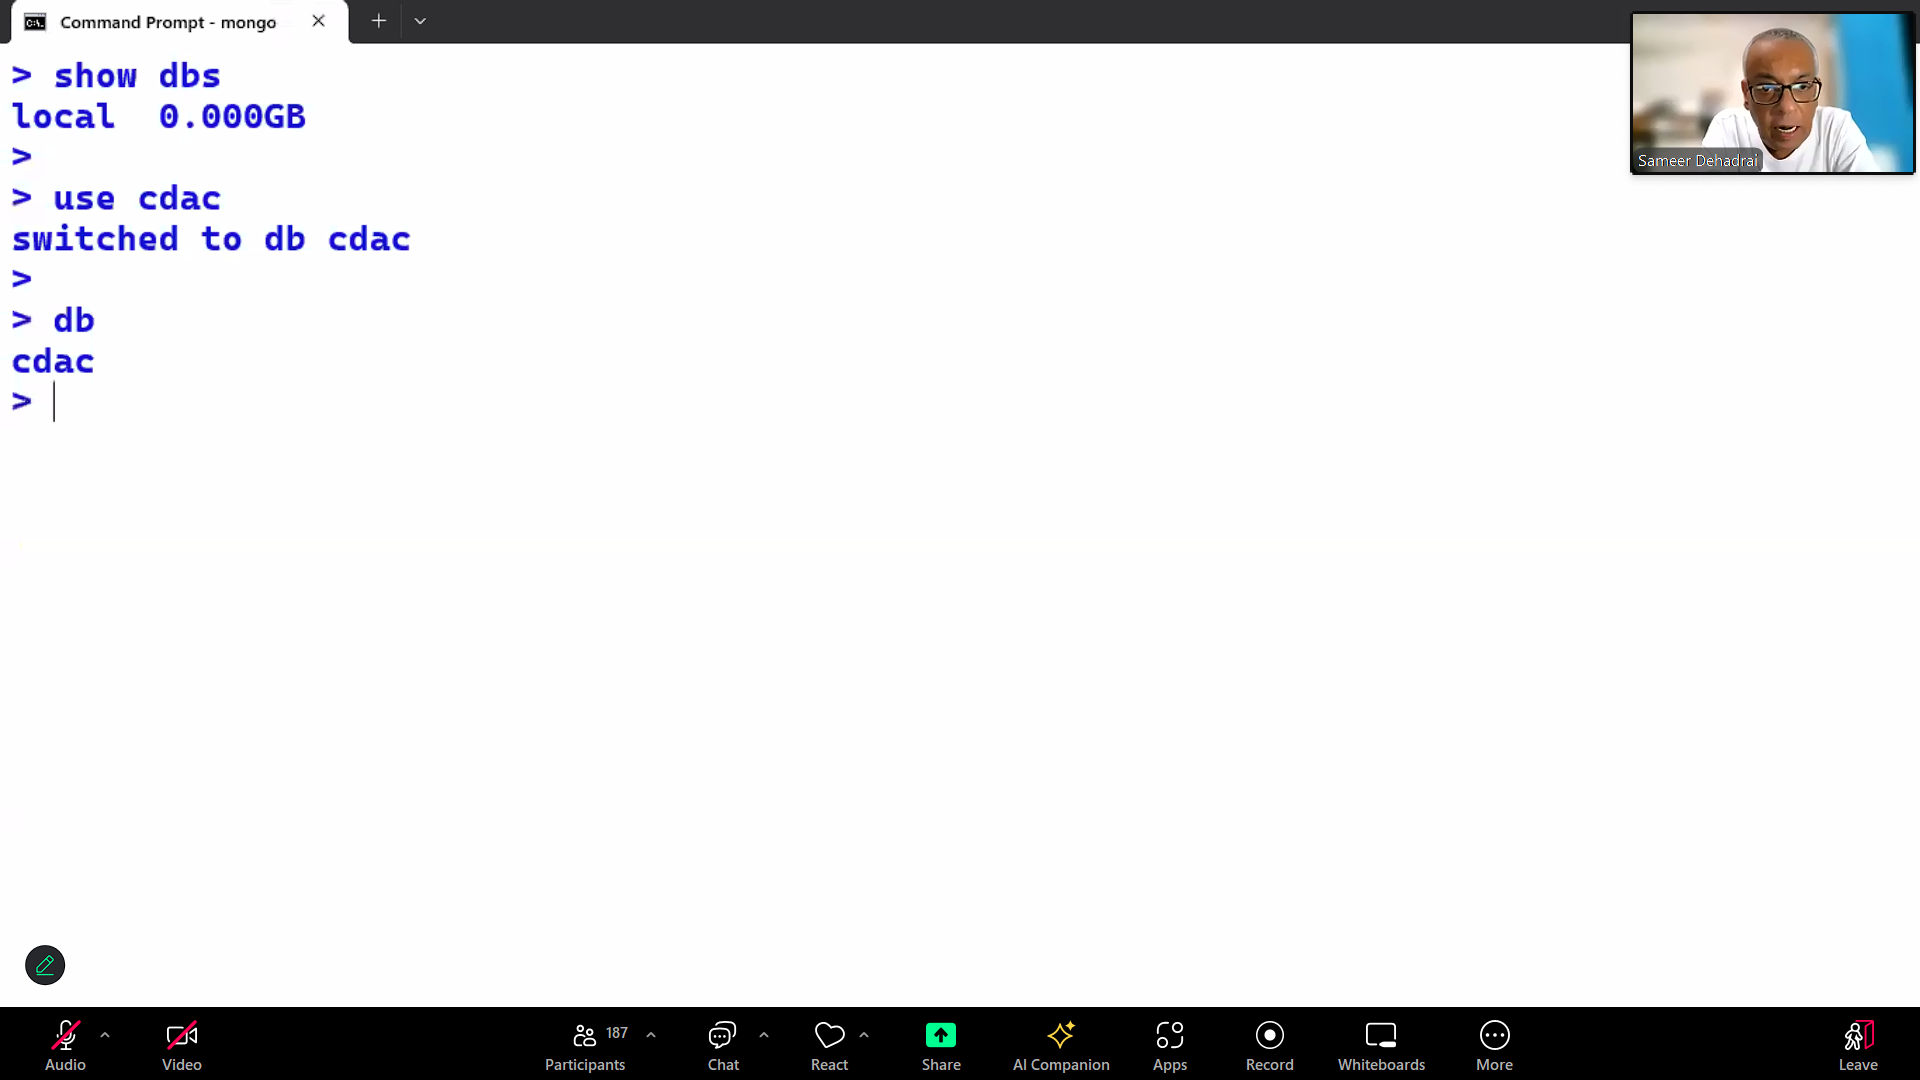 Command Prompt - mongo
> show dbs
local  0.000GB
>
> use cdac
switched to db cdac
>
> db
cdac
>
Sameer Dehadrai
Audio
Video
187
Participants
Chat
React
Share
AI Companion
Apps
Record
Whiteboards
More
Leave